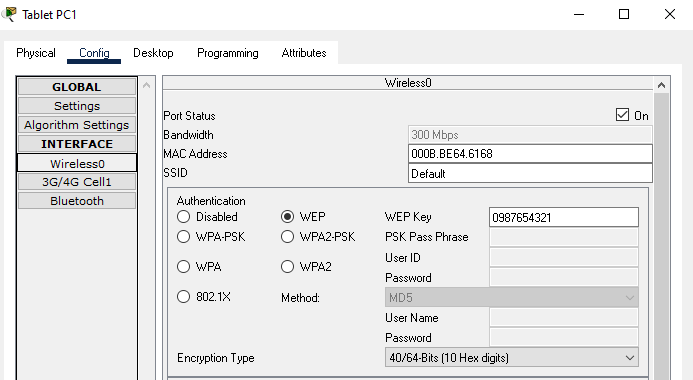 Tablet PC1
Physical Config Desktop Programming Attributes
GLOBAL
Settings
Algorithm Settings
INTERFACE
Wireless0
3G/4G Cell1
Bluetooth
Wireless0
Port Status On
Bandwidth 300 Mbps
MAC Address 000B.BE64.6168
SSID Default
Authentication
Disabled WEP WEP Key 0987654321
WPA-PSK WPA2-PSK PSK Pass Phrase
User ID
WPA WPA2 Password
802.1X Method: MD5
User Name
Password
Encryption Type 40/64-Bits (10 Hex digits)